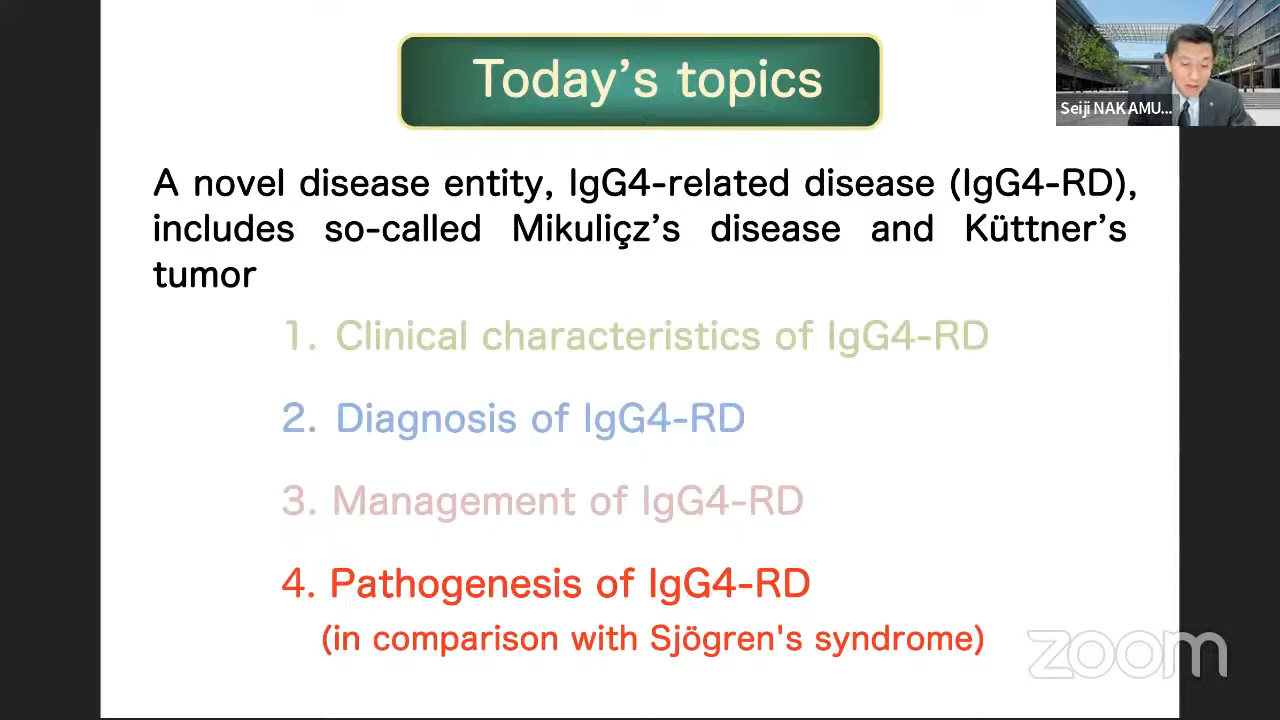 Today's topics
Seiji NAKAMU...
A novel disease entity, IgG4-related disease (IgG4-RD),
includes so-called Mikuliçz's disease and Küttner's
tumor
1. Clinical characteristics of IgG4-RD
2. Diagnosis of IgG4-RD
3. Management of IgG4-RD
4. Pathogenesis of IgG4-RD
(in comparison with Sjögren's syndrome)
zoom